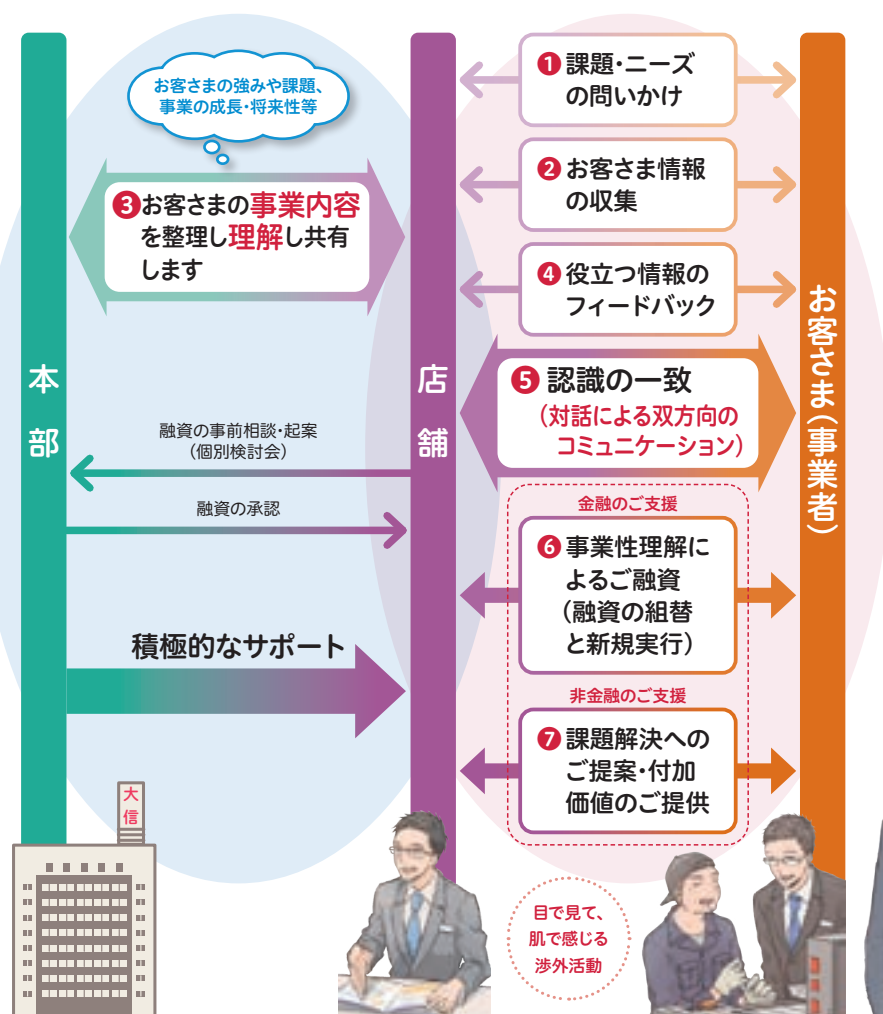 お客さまの強みや課題、
事業の成長・将来性等
❸お客さまの事業内容
を整理し理解し共有
します
❶課題・ニーズ
の問いかけ
❷お客さま情報
の収集
❹役立つ情報の
フィードバック
❺認識の一致
(対話による双方向の
コミュニケーション)
本部
店舗
お客さま(事業者)
融資の事前相談・起案
(個別検討会)
融資の承認
積極的なサポート
金融のご支援
❻事業性理解に
よるご融資
(融資の組替
と新規実行)
非金融のご支援
❼課題解決への
ご提案・付加
価値のご提供
大信
目で見て、
肌で感じる
渉外活動